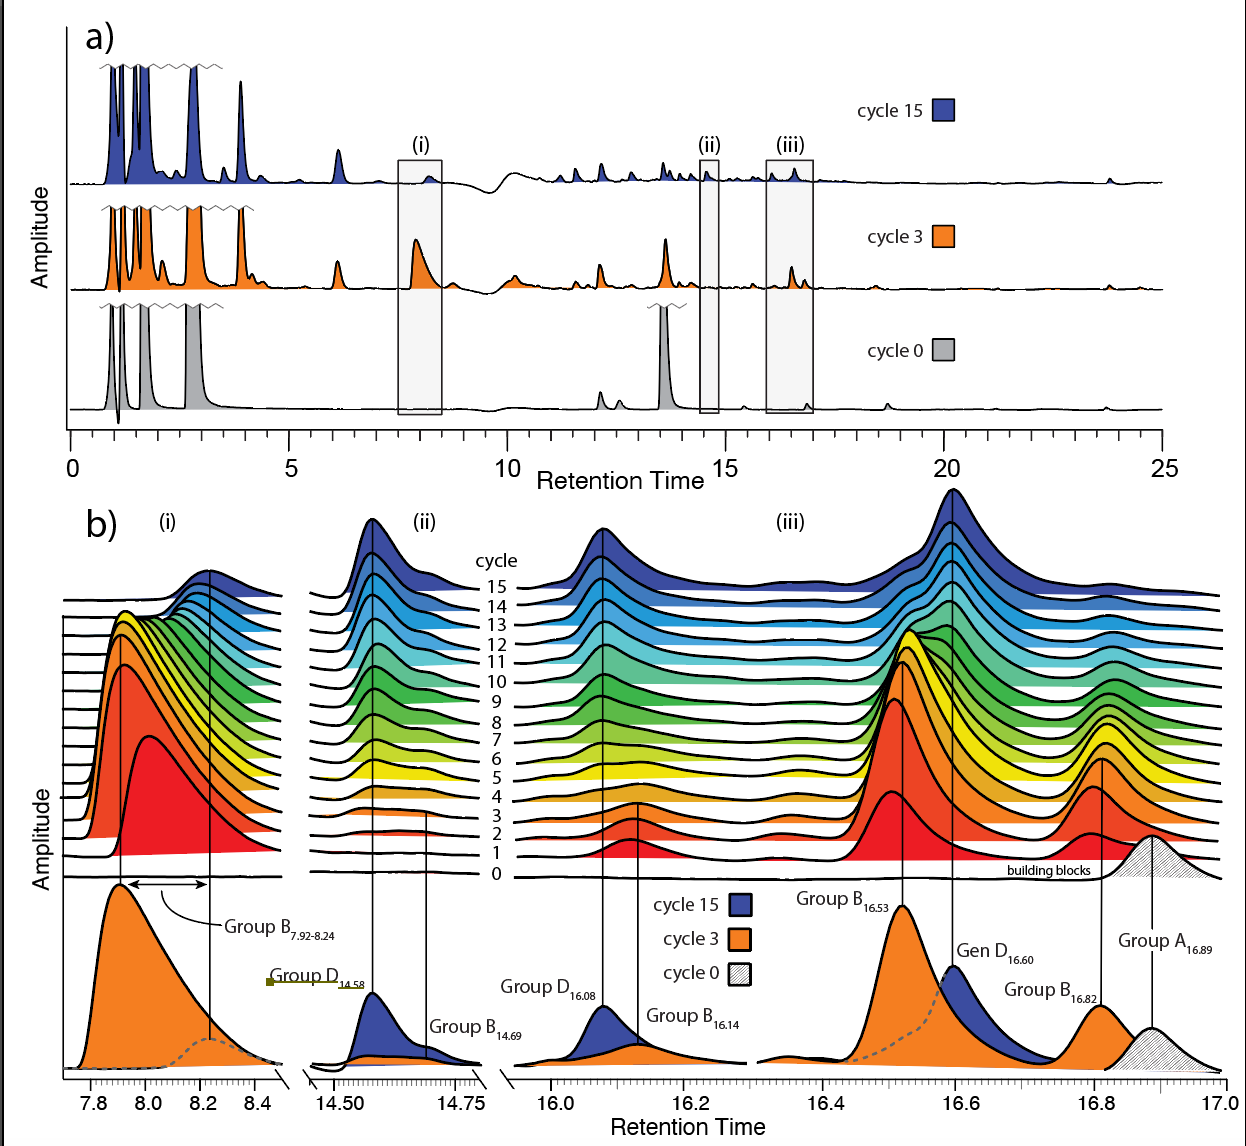 a)
(i)
(ii)
(iii)
cycle 15
cycle 3
cycle 0
Amplitude
0
5
10
15
20
25
Retention Time
b)
(i)
(ii)
(iii)
cycle
15
14
13
12
11
10
9
8
7
6
5
4
3
2
1
0
Amplitude
building blocks
cycle 15
cycle 3
cycle 0
Group B7.92-8.24
Group D14.58
Group B14.69
Group D16.08
Group B16.14
Group B16.53
Gen D16.60
Group B16.82
Group A16.89
7.8
8.0
8.2
8.4
14.50
14.75
16.0
16.2
16.4
16.6
16.8
17.0
Retention Time